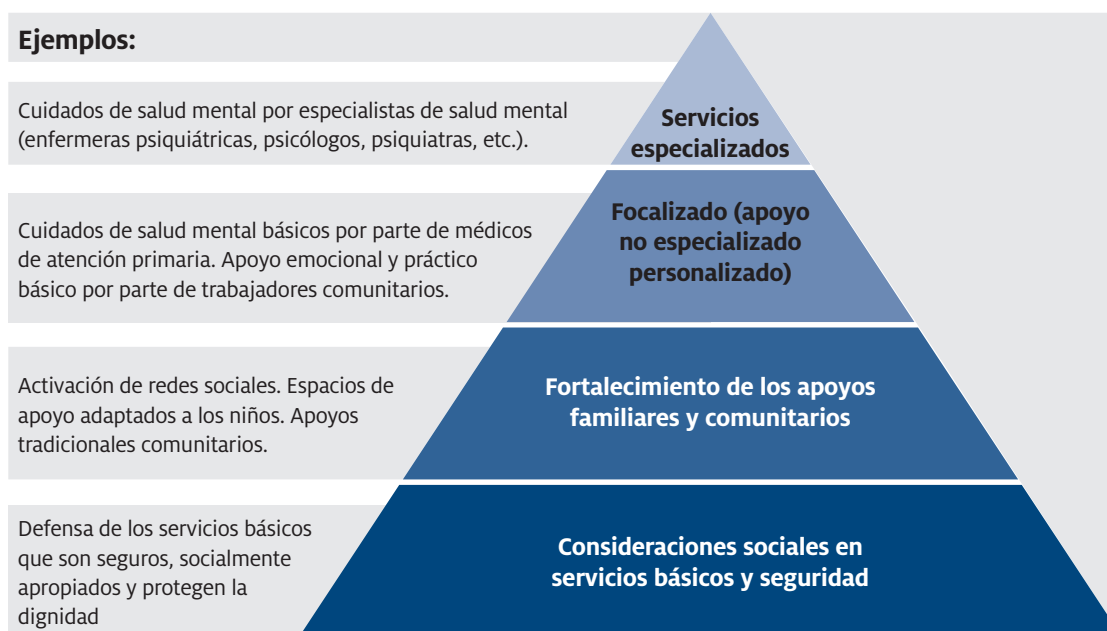 Ejemplos:
Cuidados de salud mental por especialistas de salud mental
(enfermeras psiquiátricas, psicólogos, psiquiatras, etc.).
Servicios
especializados
Cuidados de salud mental básicos por parte de médicos
de atención primaria. Apoyo emocional y práctico
básico por parte de trabajadores comunitarios.
Focalizado (apoyo
no especializado
personalizado)
Activación de redes sociales. Espacios de
apoyo adaptados a los niños. Apoyos
tradicionales comunitarios.
Fortalecimiento de los apoyos
familiares y comunitarios
Defensa de los servicios básicos
que son seguros, socialmente
apropiados y protegen la
dignidad
Consideraciones sociales en
servicios básicos y seguridad